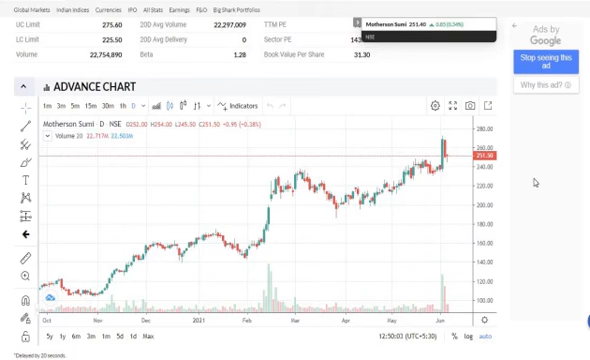 Global Markets Indian Indices Currencies IPO All Stats Earnings F&O Big Shark Portfolios
UC Limit 275.60 20D Avg Volume 22,297,009 TTM PE
LC Limit 225.50 20D Avg Delivery 0 Sector PE
Volume 22,754,890 Beta 1.28 Book Value Per Share 31.30
Motherson Sumi 251.40 ▲ 0.85 (0.34%)
NSE
Ads by
Google
Stop seeing this
ad
Why this ad?
ADVANCE CHART
1m 3m 5m 15m 30m 1h D Indicators
Motherson Sumi · D · NSE O252.00 H254.00 L245.50 C251.50 +0.95 (+0.38%)
Volume 20 22.717M 22.503M
280.00
260.00
251.50
240.00
220.00
200.00
180.00
160.00
140.00
120.00
100.00
Oct Nov Dec 2021 Feb Mar Apr May Jun
5y 1y 6m 3m 1m 5d 1d Max 12:50:03 (UTC+5:30) % log auto
*Delayed by 20 seconds.